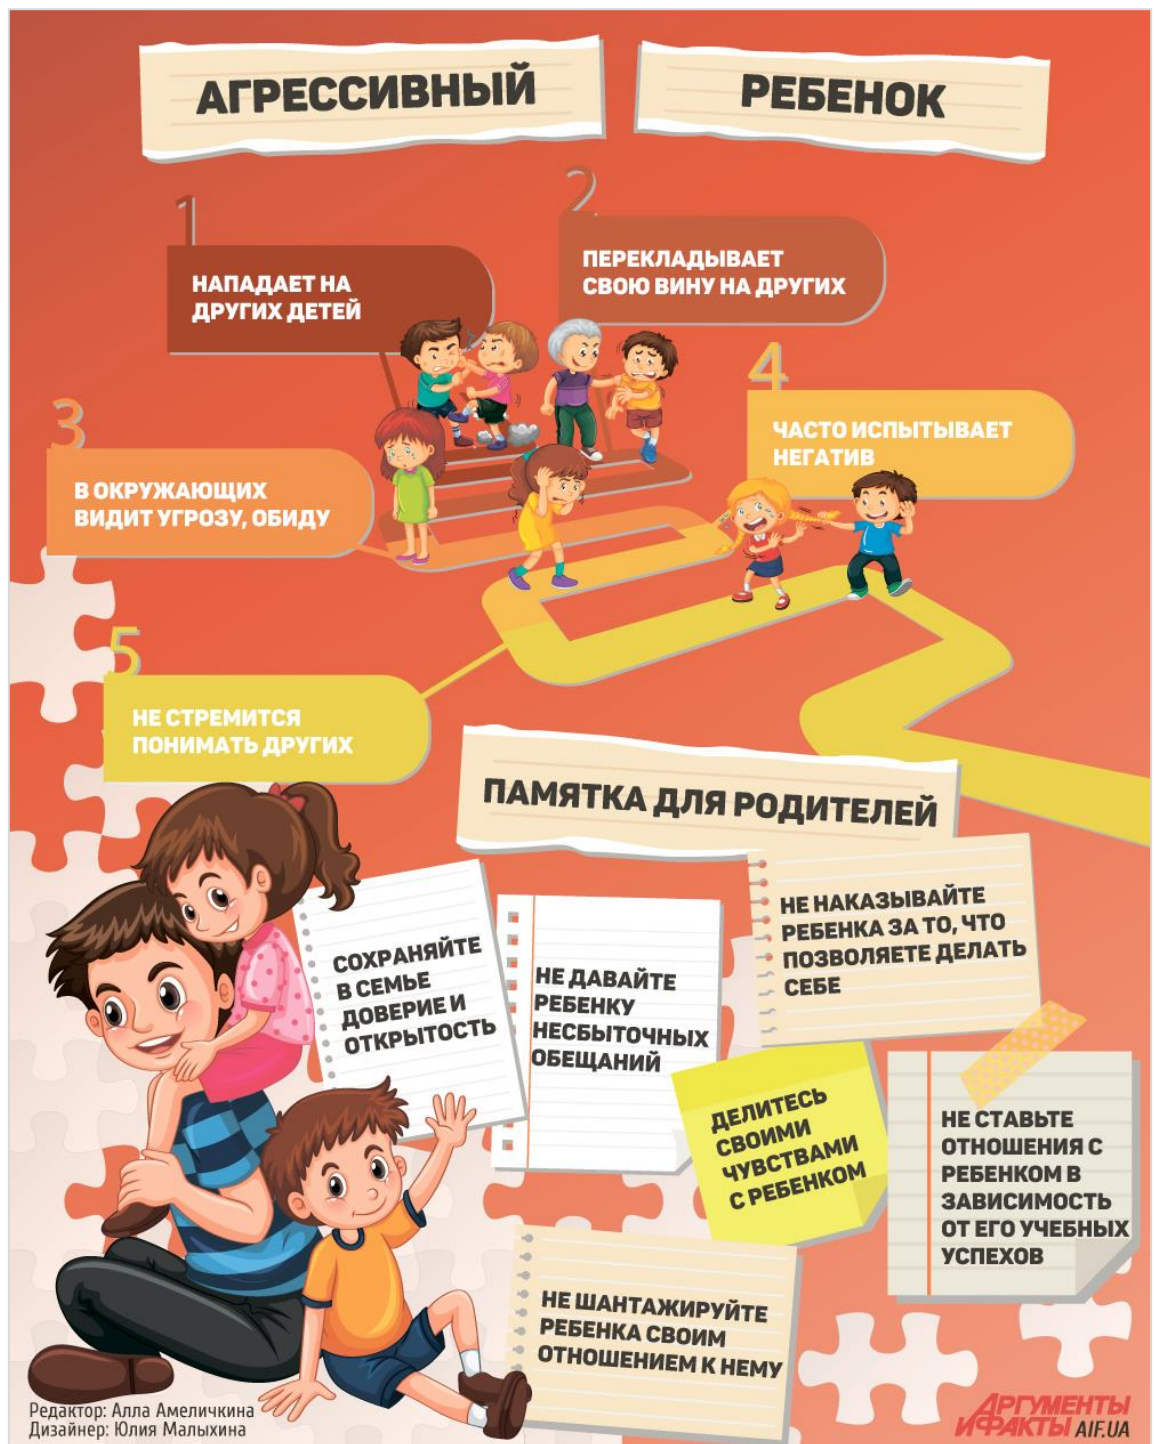 АГРЕССИВНЫЙ РЕБЕНОК
1
НАПАДАЕТ НА
ДРУГИХ ДЕТЕЙ
2
ПЕРЕКЛАДЫВАЕТ
СВОЮ ВИНУ НА ДРУГИХ
3
В ОКРУЖАЮЩИХ
ВИДИТ УГРОЗУ, ОБИДУ
4
ЧАСТО ИСПЫТЫВАЕТ
НЕГАТИВ
5
НЕ СТРЕМИТСЯ
ПОНИМАТЬ ДРУГИХ
ПАМЯТКА ДЛЯ РОДИТЕЛЕЙ
СОХРАНЯЙТЕ
В СЕМЬЕ
ДОВЕРИЕ И
ОТКРЫТОСТЬ
НЕ ДАВАЙТЕ
РЕБЕНКУ
НЕСБЫТОЧНЫХ
ОБЕЩАНИЙ
НЕ НАКАЗЫВАЙТЕ
РЕБЕНКА ЗА ТО, ЧТО
ПОЗВОЛЯЕТЕ ДЕЛАТЬ
СЕБЕ
ДЕЛИТЕСЬ
СВОИМИ
ЧУВСТВАМИ
С РЕБЕНКОМ
НЕ СТАВЬТЕ
ОТНОШЕНИЯ С
РЕБЕНКОМ В
ЗАВИСИМОСТЬ
ОТ ЕГО УЧЕБНЫХ
УСПЕХОВ
НЕ ШАНТАЖИРУЙТЕ
РЕБЕНКА СВОИМ
ОТНОШЕНИЕМ К НЕМУ
Редактор: Алла Амеличкина
Дизайнер: Юлия Малыхина
АРГУМЕНТЫ
И ФАКТЫ AIF.UA